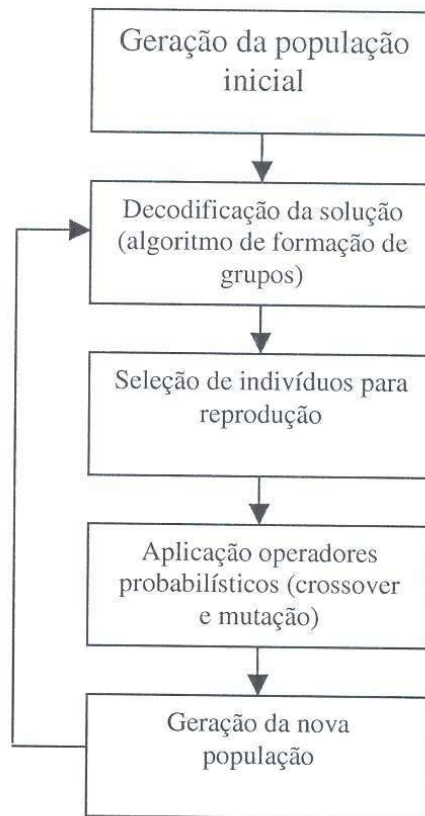 Geração da população
inicial
Decodificação da solução
(algoritmo de formação de
grupos)
Seleção de indivíduos para
reprodução
Aplicação operadores
probabilísticos (crossover
e mutação)
Geração da nova
população